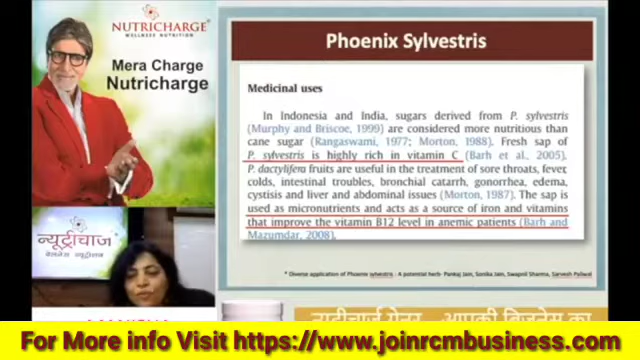 NUTRICHARGE
WELLNESS NUTRITION
Mera Charge
Nutricharge
न्यूट्रीचार्ज
वेलनेस न्यूट्रीशन
Phoenix Sylvestris
Medicinal uses
In Indonesia and India, sugars derived from P. sylvestris
(Murphy and Briscoe, 1999) are considered more nutritious than
cane sugar (Rangaswami, 1977; Morton, 1988). Fresh sap of
P. sylvestris is highly rich in vitamin C (Barh et al., 2005).
P. dactylifera fruits are useful in the treatment of sore throats, fever,
colds, intestinal troubles, bronchial catarrh, gonorrhea, edema,
cystisis and liver and abdominal issues (Morton, 1987). The sap is
used as micronutrients and acts as a source of iron and vitamins
that improve the vitamin B12 level in anemic patients (Barh and
Mazumdar, 2008).
* Diverse application of Phoenix sylvestris - A potential herb- Pankaj Jain, Sonika Jain, Swapnil Sharma, Sarvesh Paliwal
For More info Visit https://www.joinrcmbusiness.com